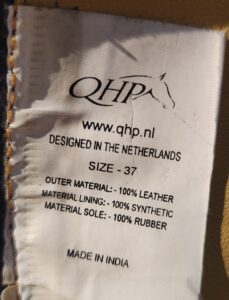 QHP
www.qhp.nl
DESIGNED IN THE NETHERLANDS
SIZE - 37
OUTER MATERIAL: - 100% LEATHER
MATERIAL LINING: - 100% SYNTHETIC
MATERIAL SOLE: - 100% RUBBER
MADE IN INDIA